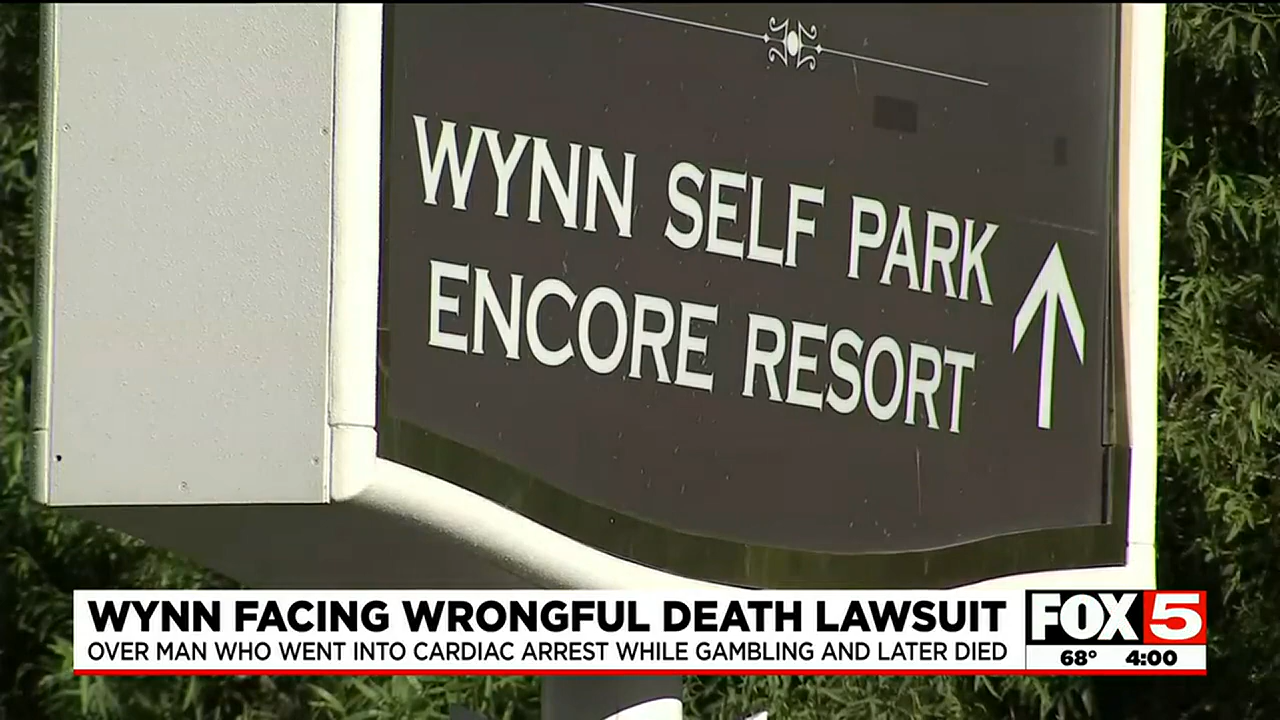 WYNN SELF PARK
ENCORE RESORT
WYNN FACING WRONGFUL DEATH LAWSUIT
OVER MAN WHO WENT INTO CARDIAC ARREST WHILE GAMBLING AND LATER DIED
FOX 5
68° 4:00